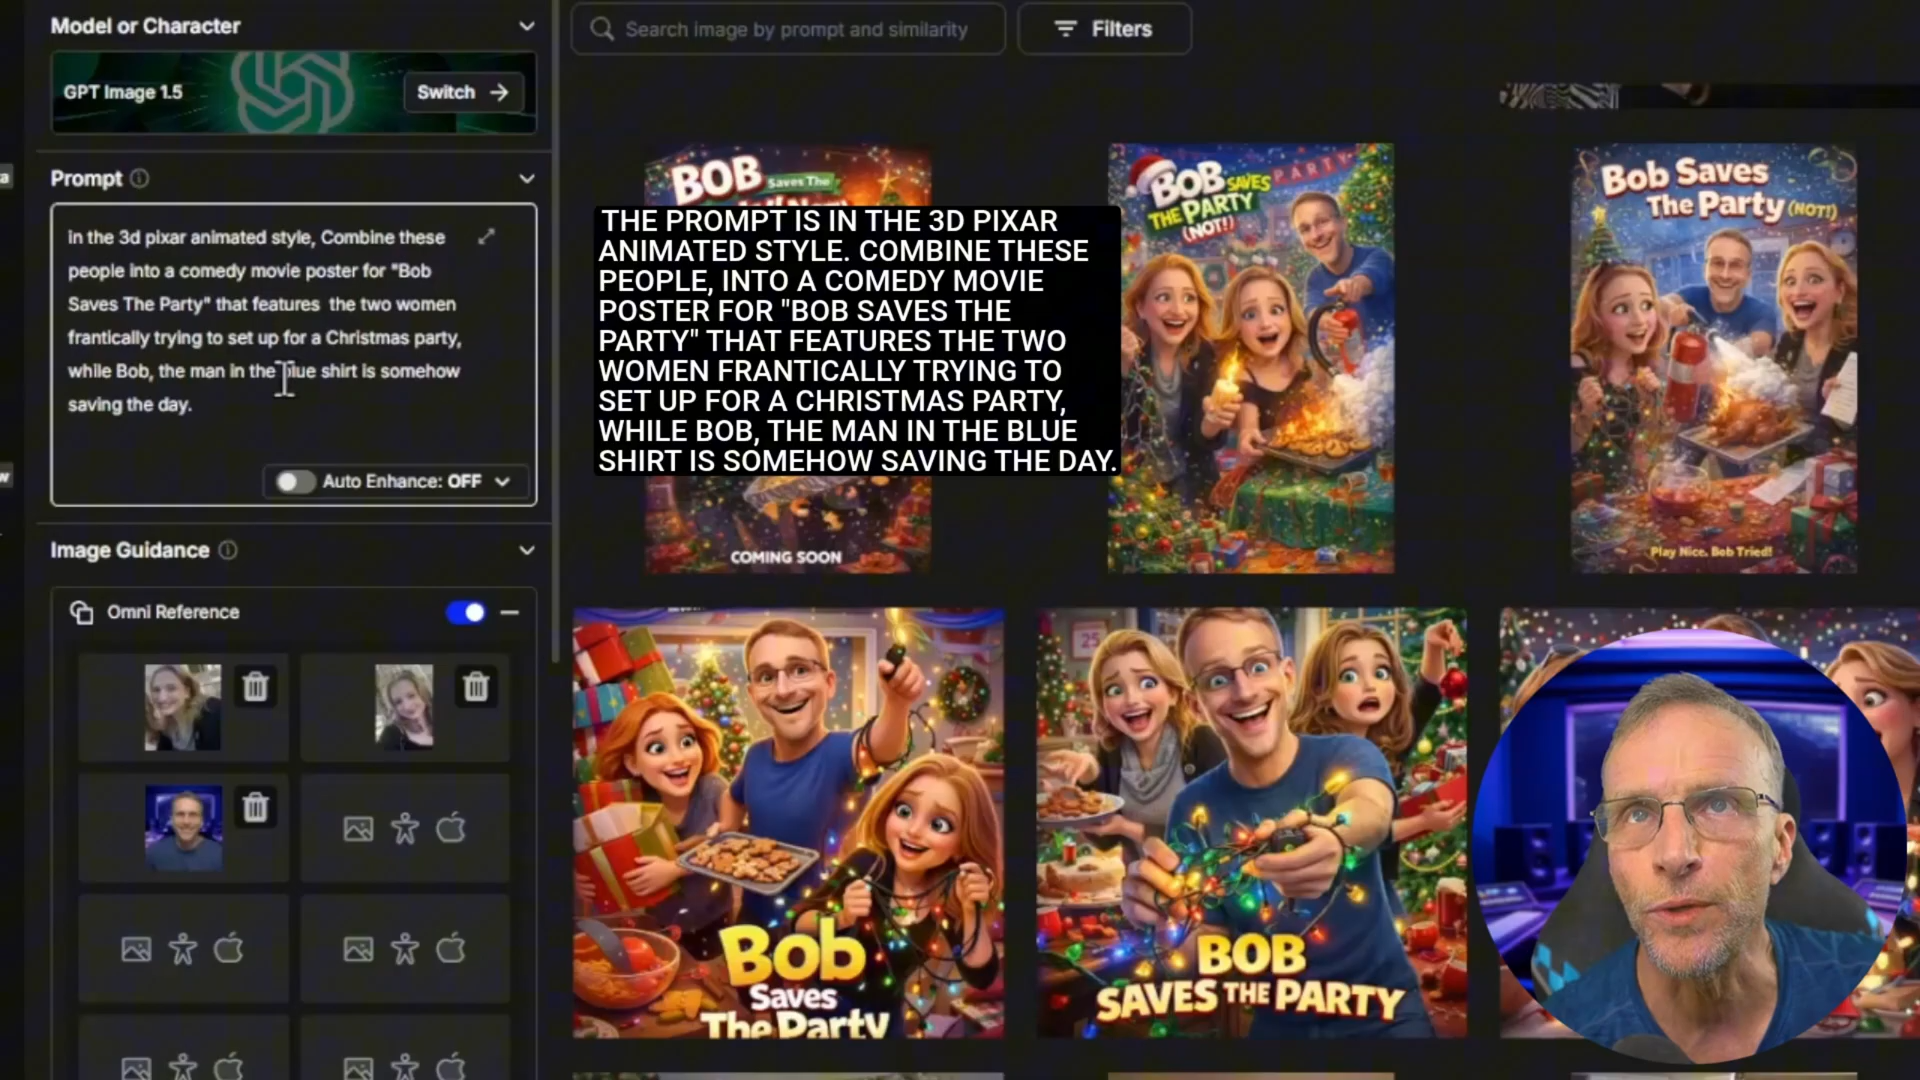 Model or Character
GPT Image 1.5
Switch
Prompt
in the 3d pixar animated style, Combine these
people into a comedy movie poster for "Bob
Saves The Party" that features the two women
frantically trying to set up for a Christmas party,
while Bob, the man in the blue shirt is somehow
saving the day.
Auto Enhance: OFF
Image Guidance
Omni Reference
Search image by prompt and similarity
Filters
BOB Saves The
THE PROMPT IS IN THE 3D PIXAR
ANIMATED STYLE. COMBINE THESE
PEOPLE, INTO A COMEDY MOVIE
POSTER FOR "BOB SAVES THE
PARTY" THAT FEATURES THE TWO
WOMEN FRANTICALLY TRYING TO
SET UP FOR A CHRISTMAS PARTY,
WHILE BOB, THE MAN IN THE BLUE
SHIRT IS SOMEHOW SAVING THE DAY.
COMING SOON
PARTY
BOB SAVES
THE PARTY
(NOT!)
Bob Saves
The Party (NOT!)
Play Nice. Bob Tried!
Bob
Saves
The Party
25
BOB
SAVES THE PARTY